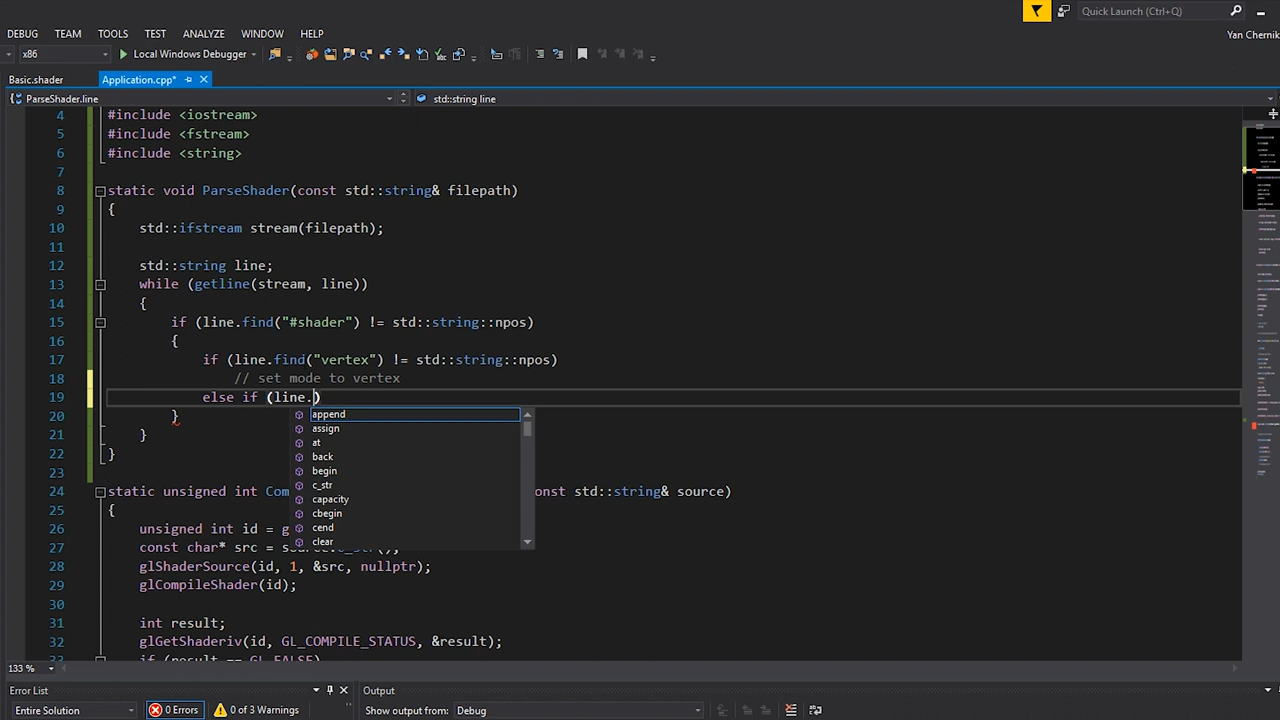 Quick Launch (Ctrl+Q)
DEBUG TEAM TOOLS TEST ANALYZE WINDOW HELP
Yan Chernik
x86 Local Windows Debugger
Basic.shader Application.cpp*
ParseShader.line std::string line
4 #include <iostream>
5 #include <fstream>
6 #include <string>
7
8 static void ParseShader(const std::string& filepath)
9 {
10 std::ifstream stream(filepath);
11
12 std::string line;
13 while (getline(stream, line))
14 {
15 if (line.find("#shader") != std::string::npos)
16 {
17 if (line.find("vertex") != std::string::npos)
18 // set mode to vertex
19 else if (line.)
20 }
21 }
22 }
23
append
assign
at
back
begin
c_str
capacity
cbegin
cend
clear
24 static unsigned int Com onst std::string& source)
25 {
26 unsigned int id = g
27 const char* src = source.c_str();
28 glShaderSource(id, 1, &src, nullptr);
29 glCompileShader(id);
30
31 int result;
32 glGetShaderiv(id, GL_COMPILE_STATUS, &result);
33 if (result == GL_FALSE)
133 %
Error List Output
Entire Solution 0 Errors 0 of 3 Warnings Show output from: Debug